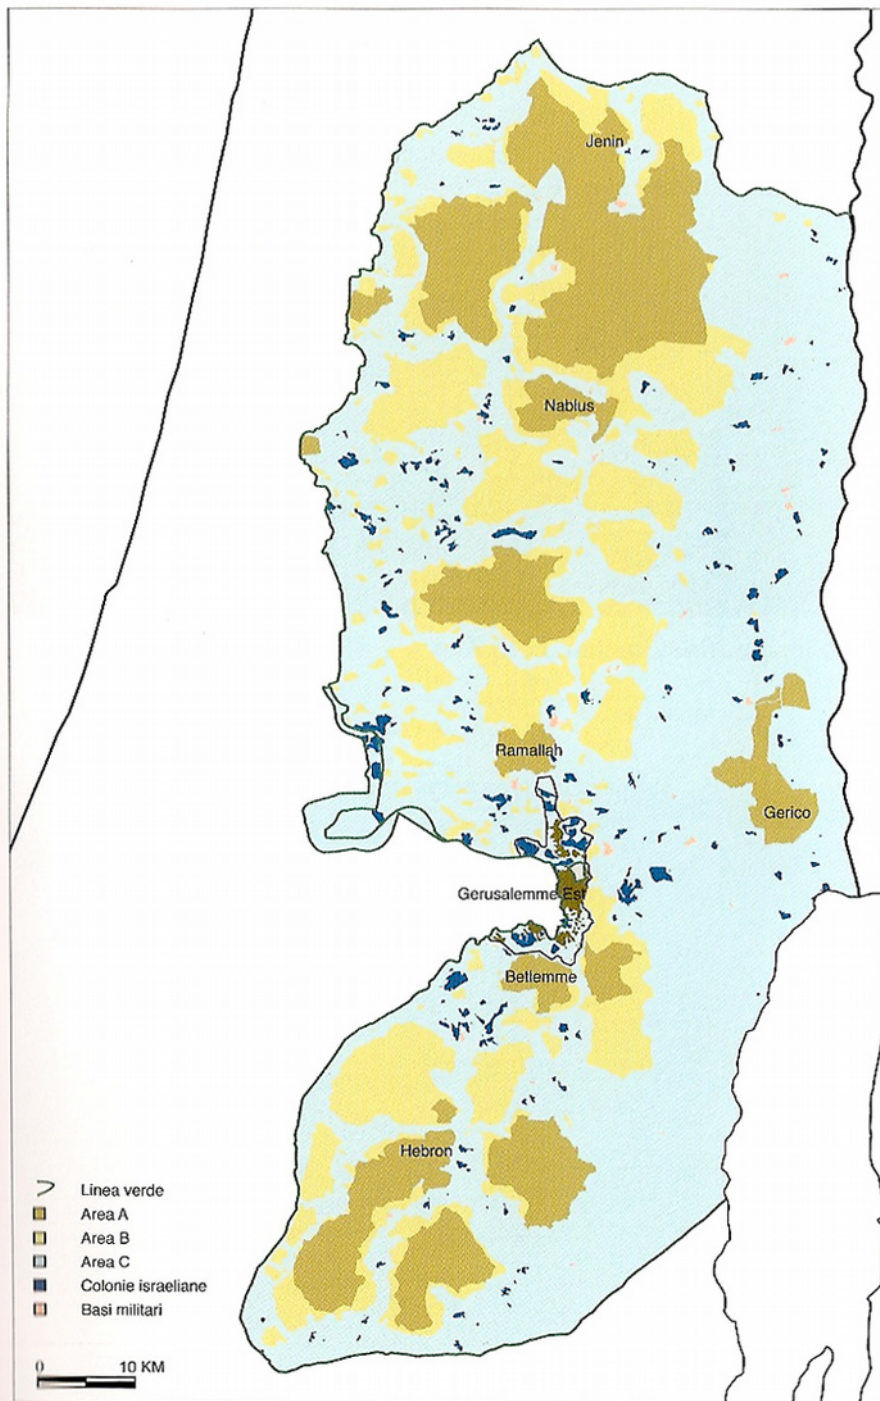 Jenin
Nablus
Ramallah
Gerico
Gerusalemme Est
Betlemme
Hebron
Linea verde
Area A
Area B
Area C
Colonie israeliane
Basi militari
0 10 KM